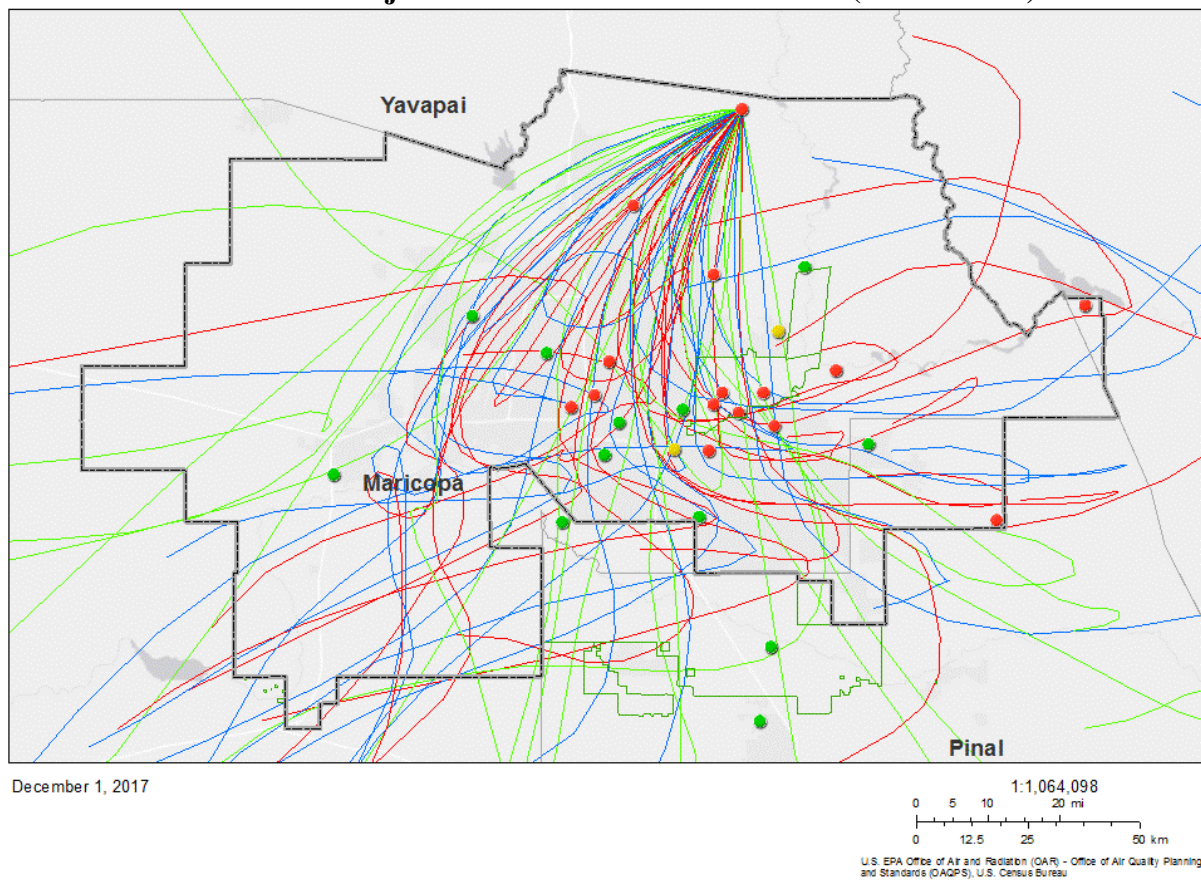 Yavapai
Maricopa
Pinal
December 1, 2017
1:1,064,098
0 5 10 20 mi
0 12.5 25 50 km
U.S. EPA Office of Air and Radiation (OAR) - Office of Air Quality Planning
and Standards (OAQPS), U.S. Census Bureau